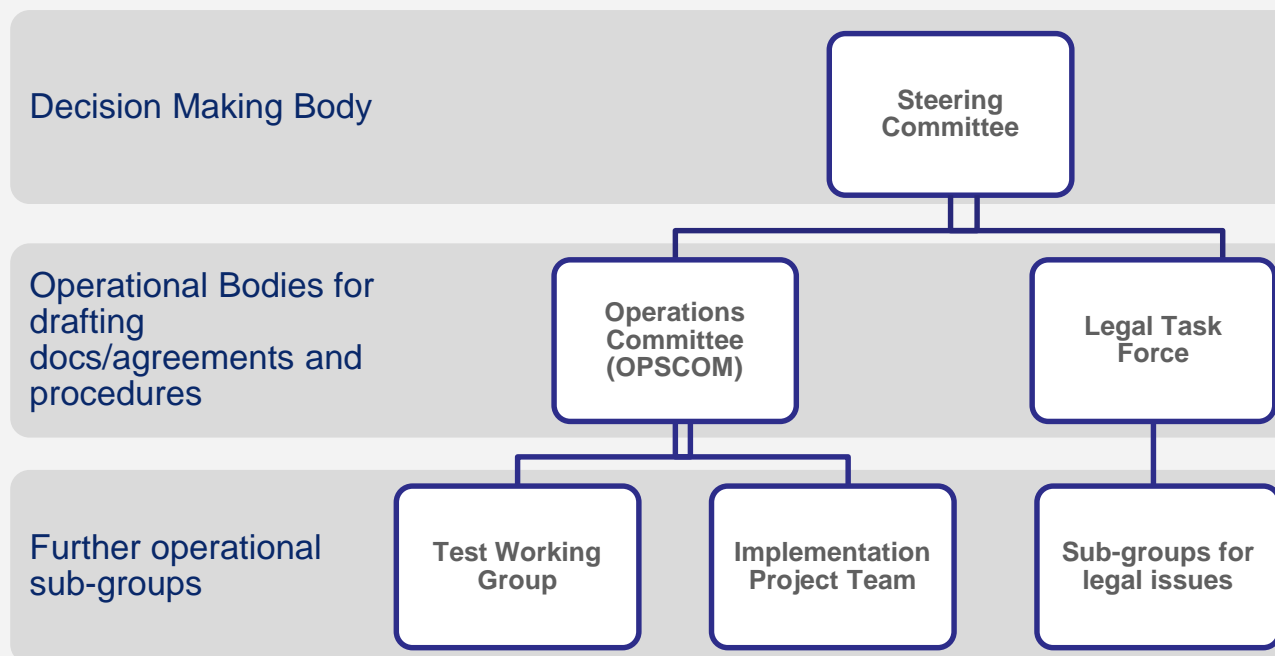 Decision Making Body
Steering
Committee
Operational Bodies for
drafting
docs/agreements and
procedures
Operations
Committee
(OPSCOM)
Legal Task
Force
Further operational
sub-groups
Test Working
Group
Implementation
Project Team
Sub-groups for
legal issues